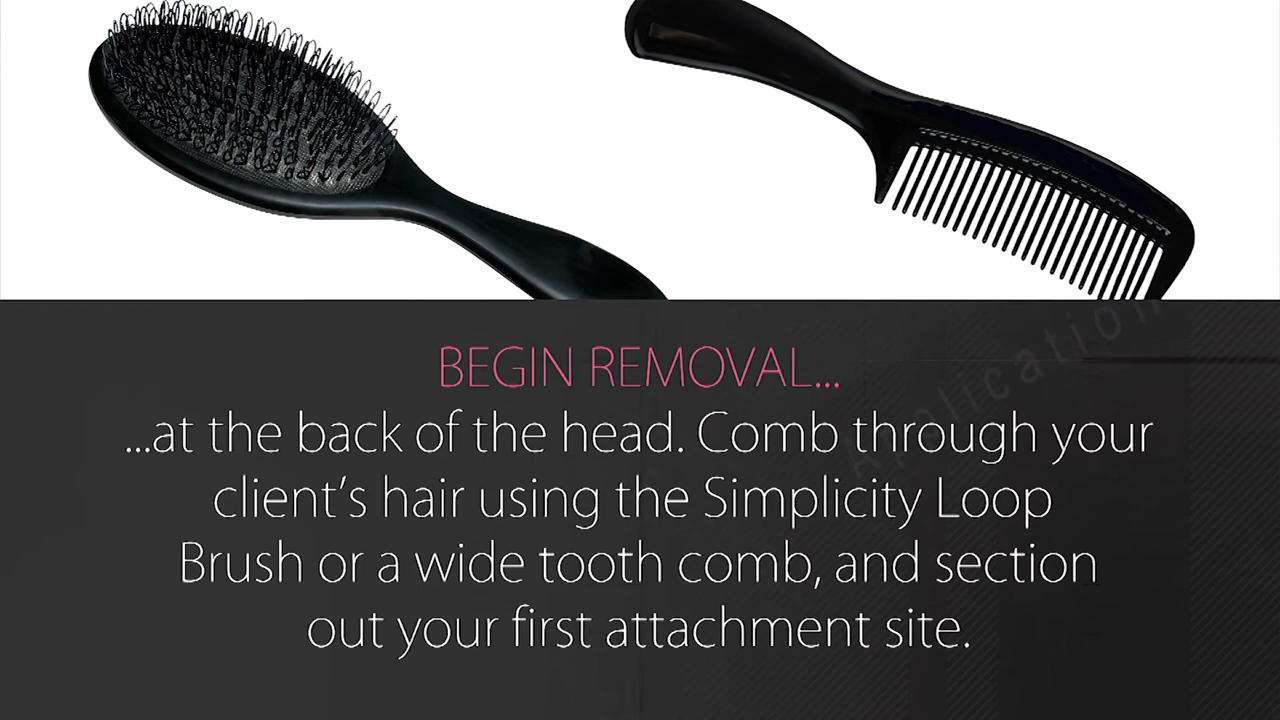 BEGIN REMOVAL...
...at the back of the head. Comb through your
client's hair using the Simplicity Loop
Brush or a wide tooth comb, and section
out your first attachment site.
Application